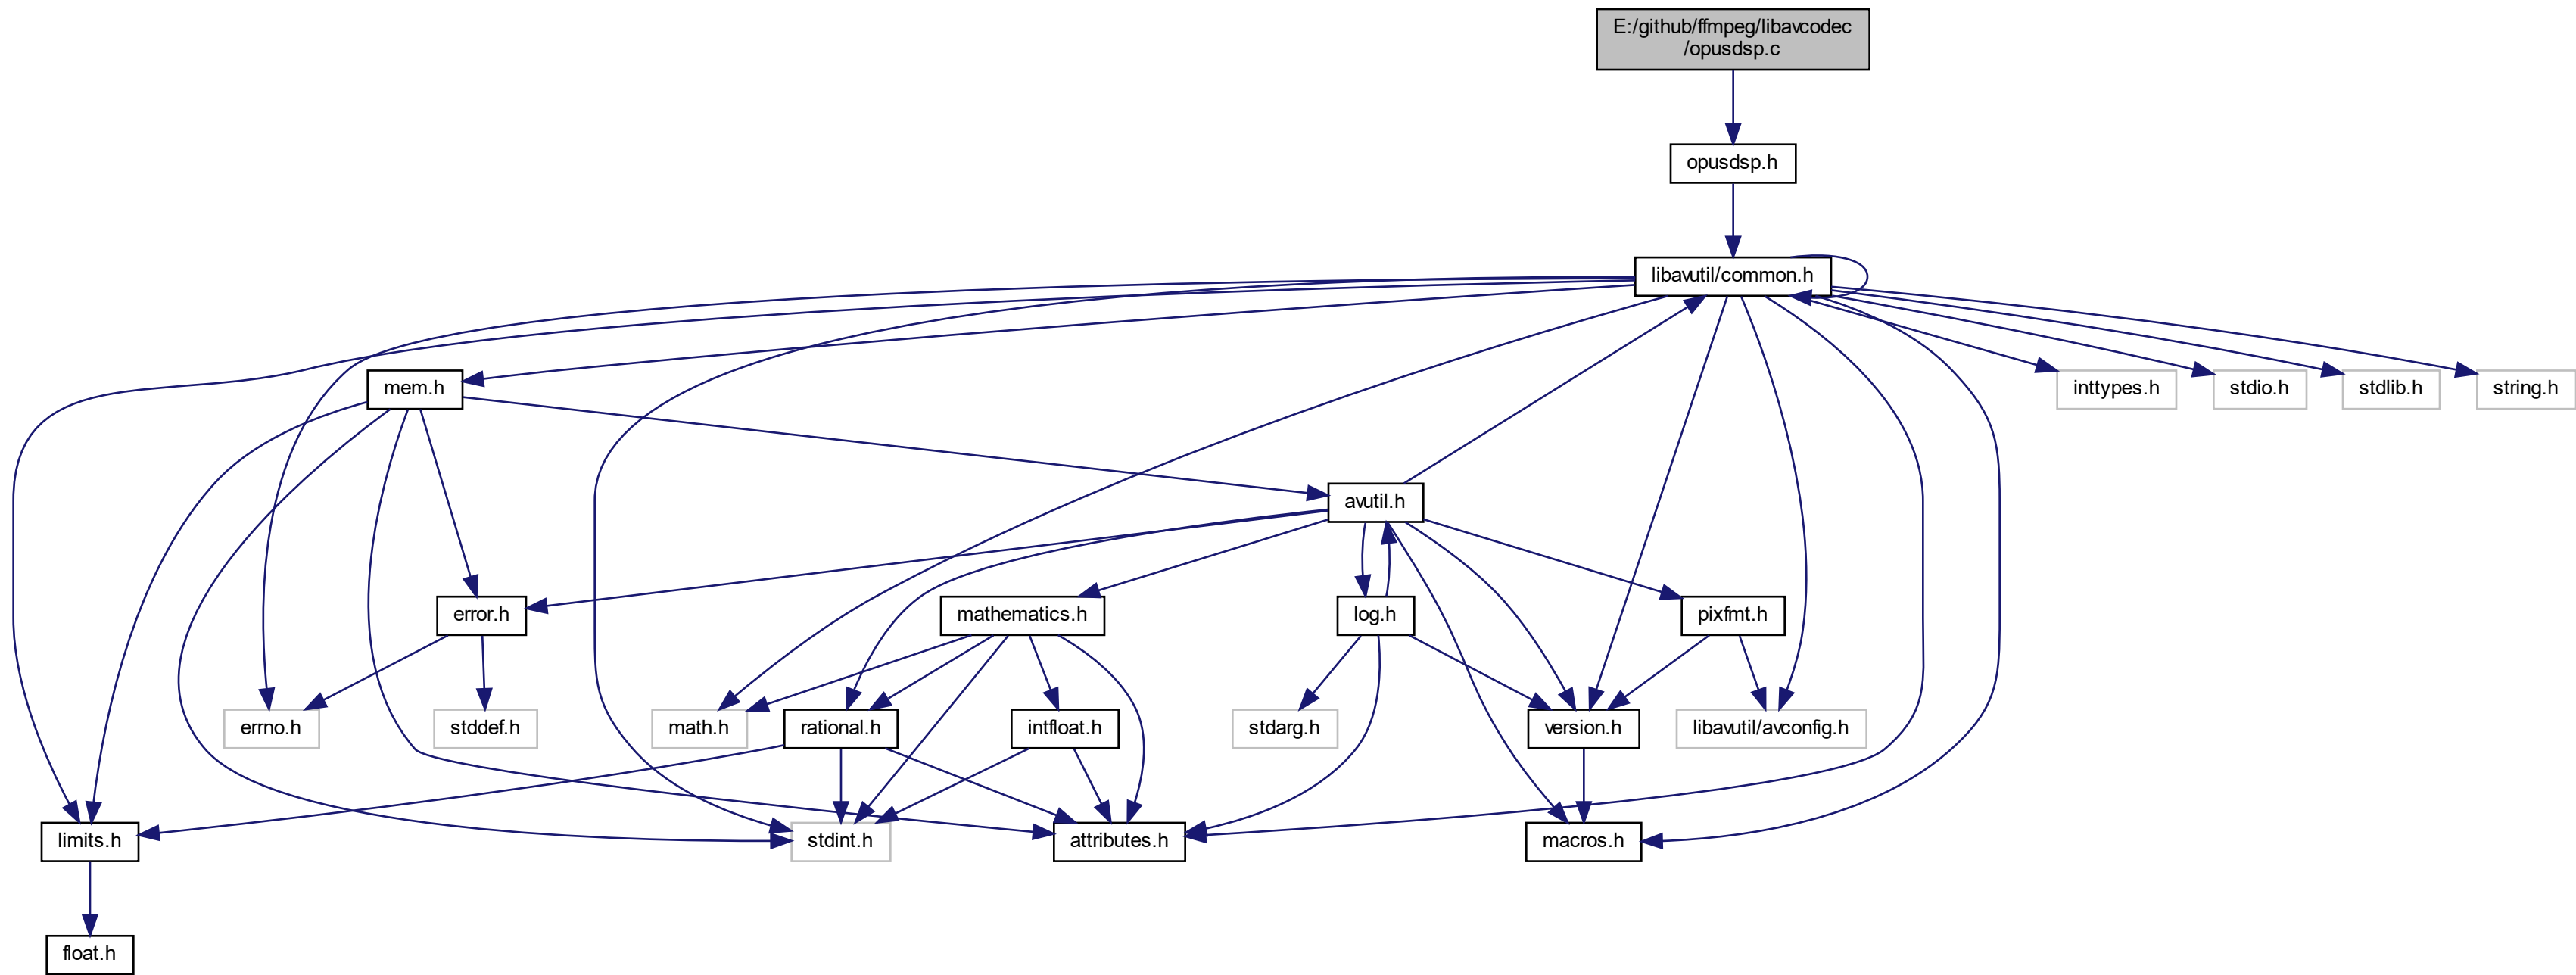 E:/github/ffmpeg/libavcodec
/opusdsp.c
opusdsp.h
libavutil/common.h
mem.h
inttypes.h
stdio.h
stdlib.h
string.h
avutil.h
error.h
mathematics.h
log.h
pixfmt.h
errno.h
stddef.h
math.h
rational.h
intfloat.h
stdarg.h
version.h
libavutil/avconfig.h
limits.h
stdint.h
attributes.h
macros.h
float.h